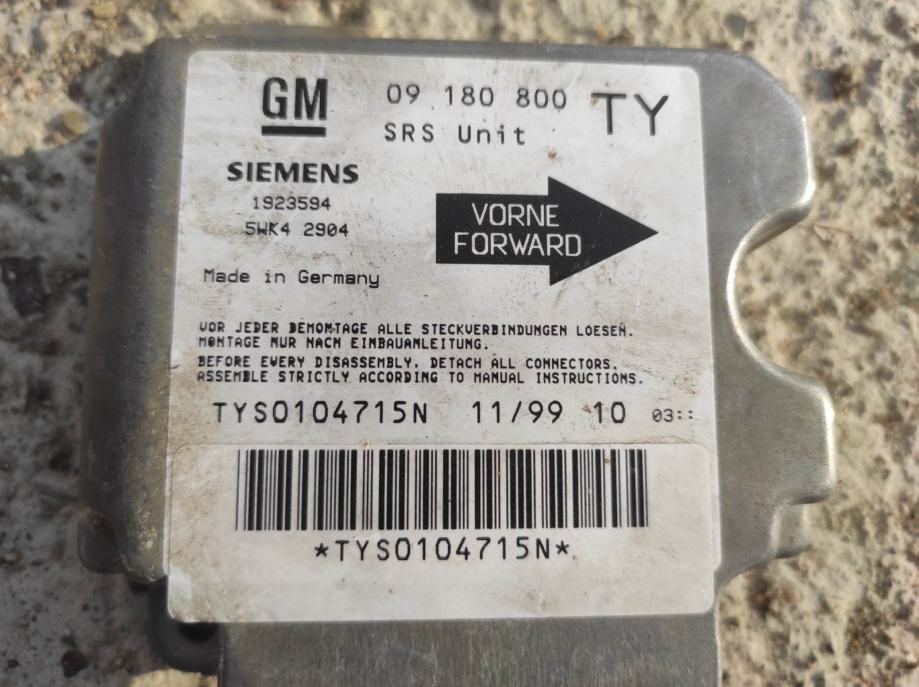 GM
09 180 800 TY
SRS Unit
SIEMENS
1923594
5WK4 2904
VORNE
FORWARD
Made in Germany
VOR JEDER DEMONTAGE ALLE STECKVERBINDUNGEN LOESEN.
MONTAGE NUR NACH EINBAUANLEITUNG.
BEFORE EVERY DISASSEMBLY, DETACH ALL CONNECTORS.
ASSEMBLE STRICTLY ACCORDING TO MANUAL INSTRUCTIONS.
TYS0104715N 11/99 10 03::
*TYS0104715N*